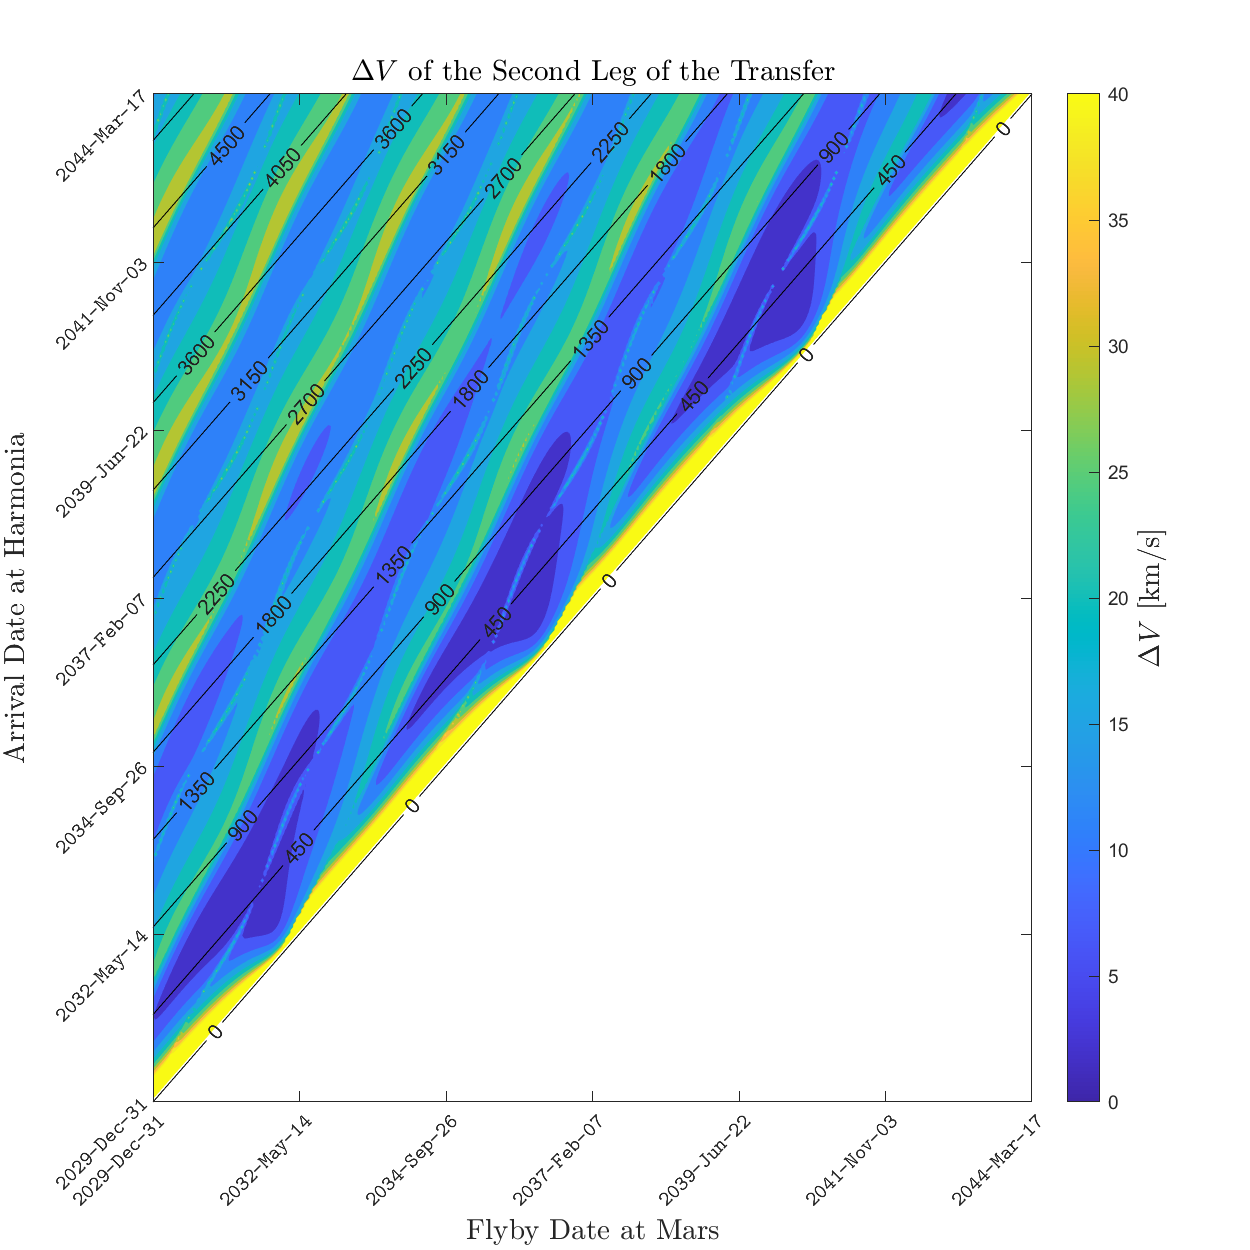 ΔV of the Second Leg of the Transfer
2044-Mar-17
2041-Nov-03
2039-Jun-22
2037-Feb-07
2034-Sep-26
2032-May-14
2029-Dec-31
Arrival Date at Harmonia
4500
4050
3600
3150
2700
2250
1800
900
450
0
3600
3150
2700
2250
1800
1350
900
450
0
2250
1800
1350
900
450
0
1350
900
450
0
0
2029-Dec-31
2032-May-14
2034-Sep-26
2037-Feb-07
2039-Jun-22
2041-Nov-03
2044-Mar-17
Flyby Date at Mars
40
35
30
25
20
15
10
5
0
ΔV [km/s]